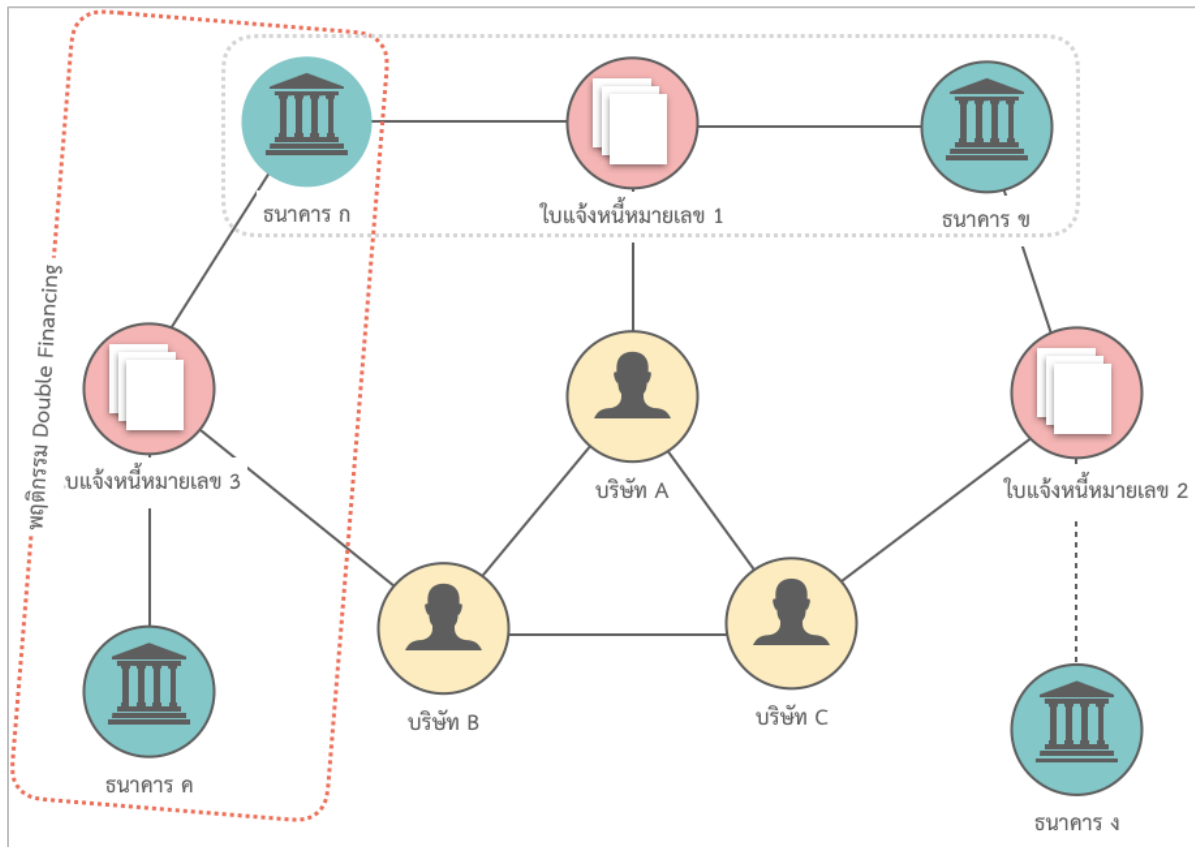 ธนาคาร ก
ใบแจ้งหนี้หมายเลข 1
ธนาคาร ข
พฤติกรรม Double Financing
ใบแจ้งหนี้หมายเลข 3
บริษัท A
ใบแจ้งหนี้หมายเลข 2
บริษัท B
บริษัท C
ธนาคาร ค
ธนาคาร ง